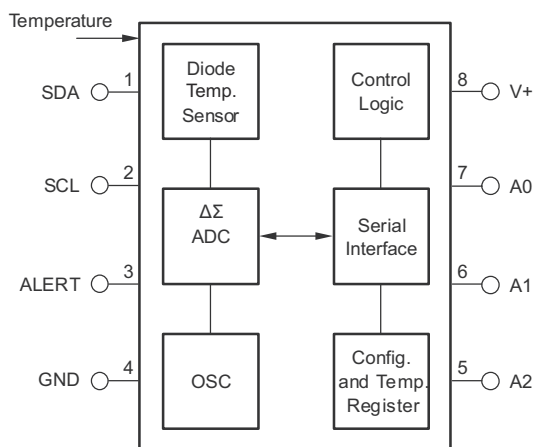 Temperature
SDA
1
Diode
Temp.
Sensor
Control
Logic
8
V+
SCL
2
ΔΣ
ADC
Serial
Interface
7
A0
ALERT
3
6
A1
GND
4
OSC
Config.
and Temp.
Register
5
A2